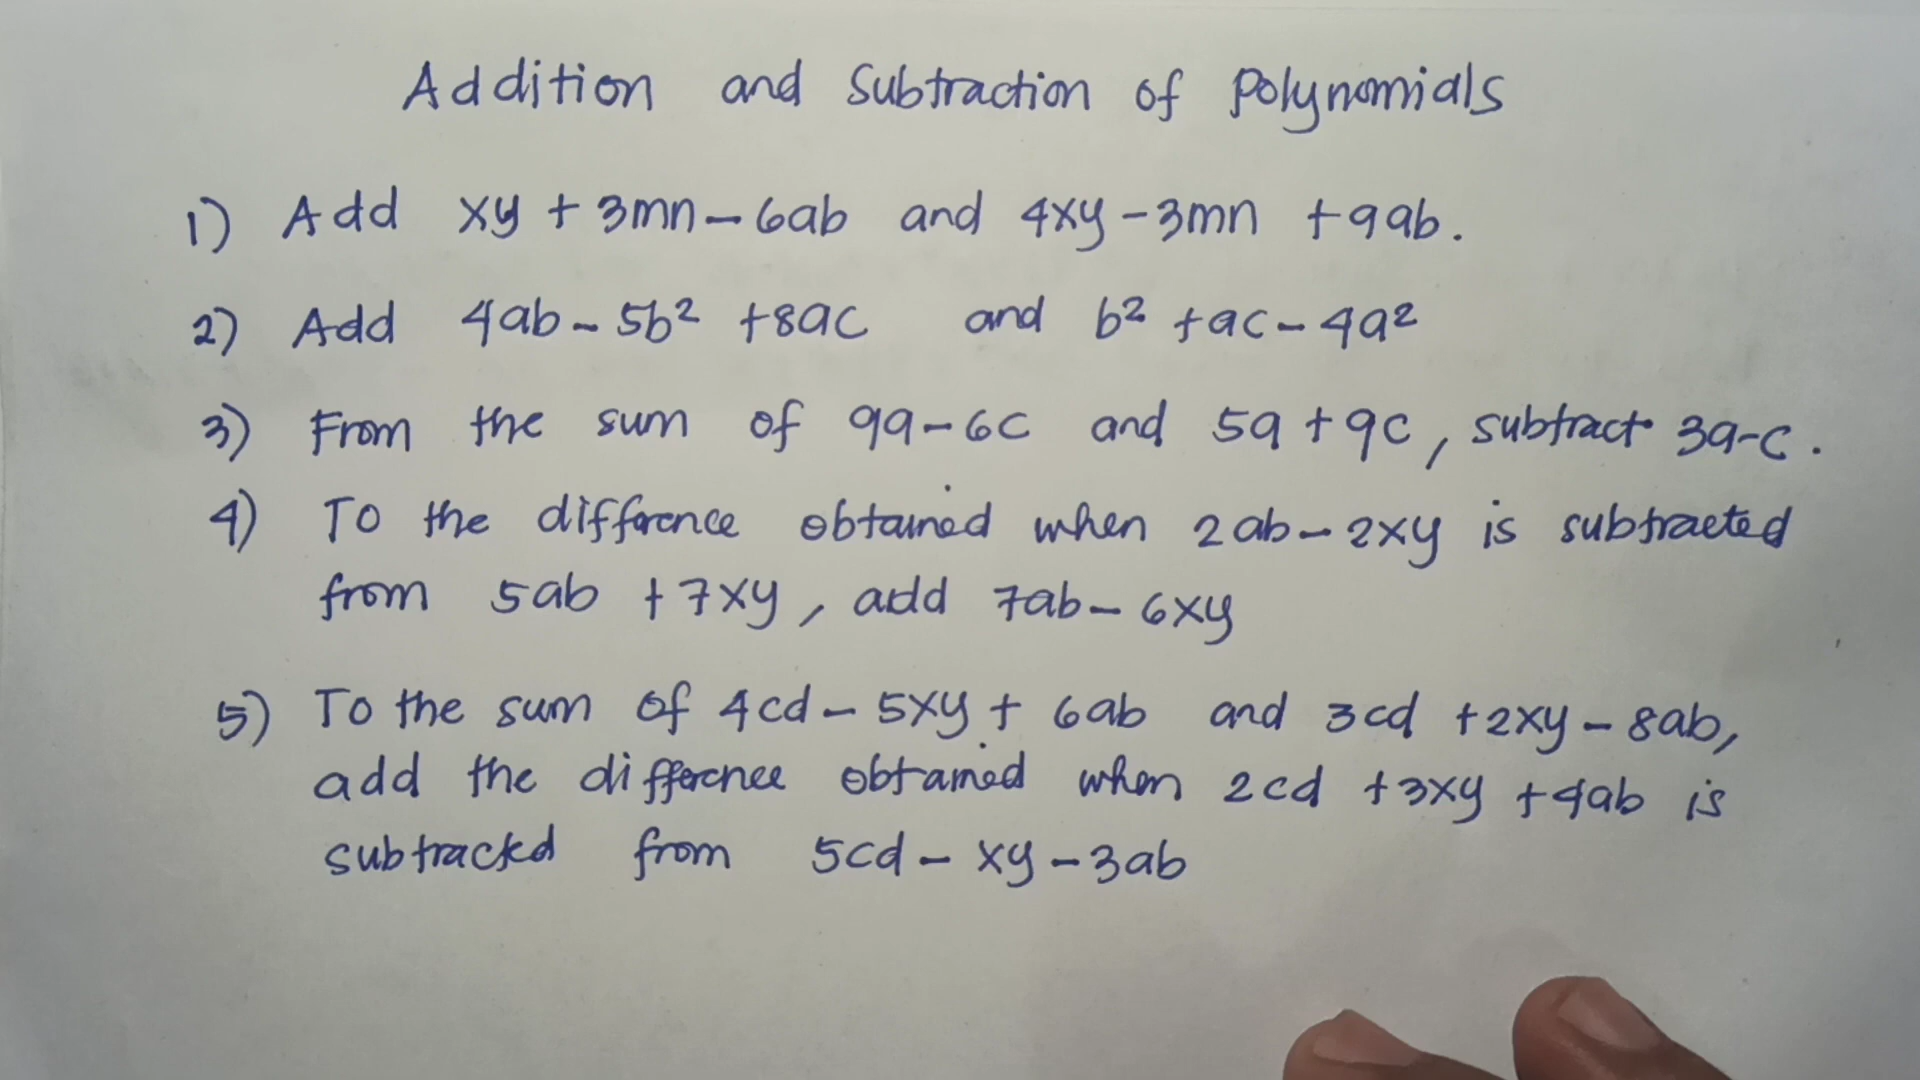 Addition and Subtraction of Polynomials
1) Add xy + 3mn - 6ab and 4xy - 3mn + 9ab.
2) Add 4ab - 5b² + 8ac and b² + ac - 4a²
3) From the sum of 9a - 6c and 5a + 9c, subtract 3a - c.
4) To the difference obtained when 2ab - 2xy is subtracted
from 5ab + 7xy, add 7ab - 6xy
5) To the sum of 4cd - 5xy + 6ab and 3cd + 2xy - 8ab,
add the difference obtained when 2cd + 3xy + 4ab is
subtracted from 5cd - xy - 3ab